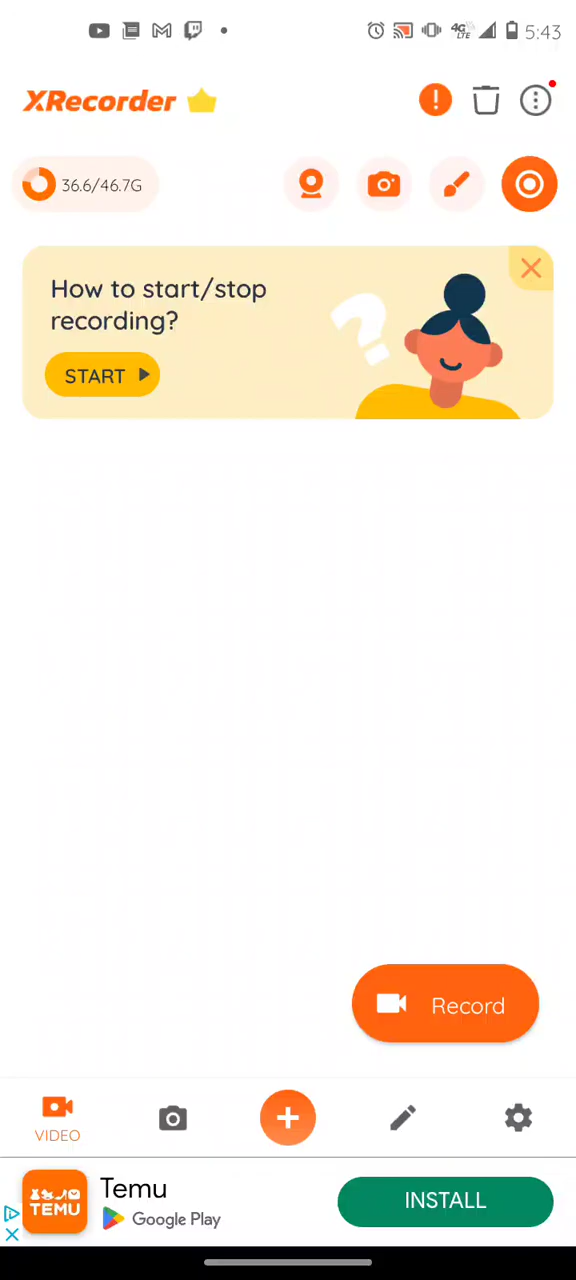 5:43
XRecorder
36.6/46.7G
How to start/stop
recording?
START
Record
VIDEO
Temu
TEMU
Google Play
INSTALL